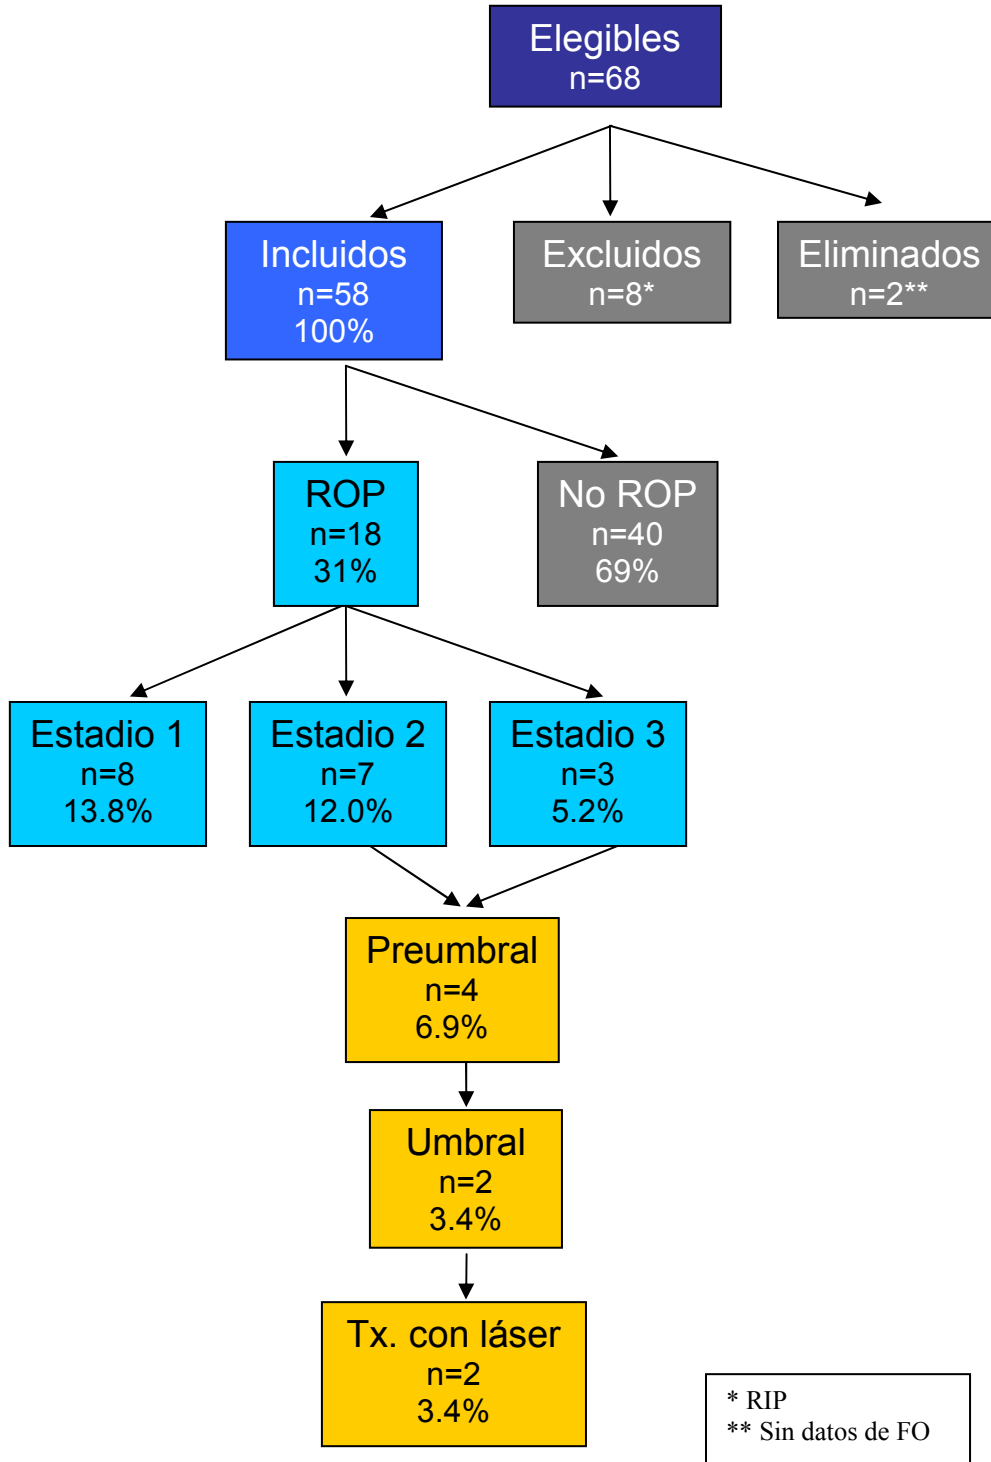 Elegibles
n=68
Incluidos
n=58
100%
Excluidos
n=8*
Eliminados
n=2**
ROP
n=18
31%
No ROP
n=40
69%
Estadio 1
n=8
13.8%
Estadio 2
n=7
12.0%
Estadio 3
n=3
5.2%
Preumbral
n=4
6.9%
Umbral
n=2
3.4%
Tx. con láser
n=2
3.4%
* RIP
** Sin datos de FO